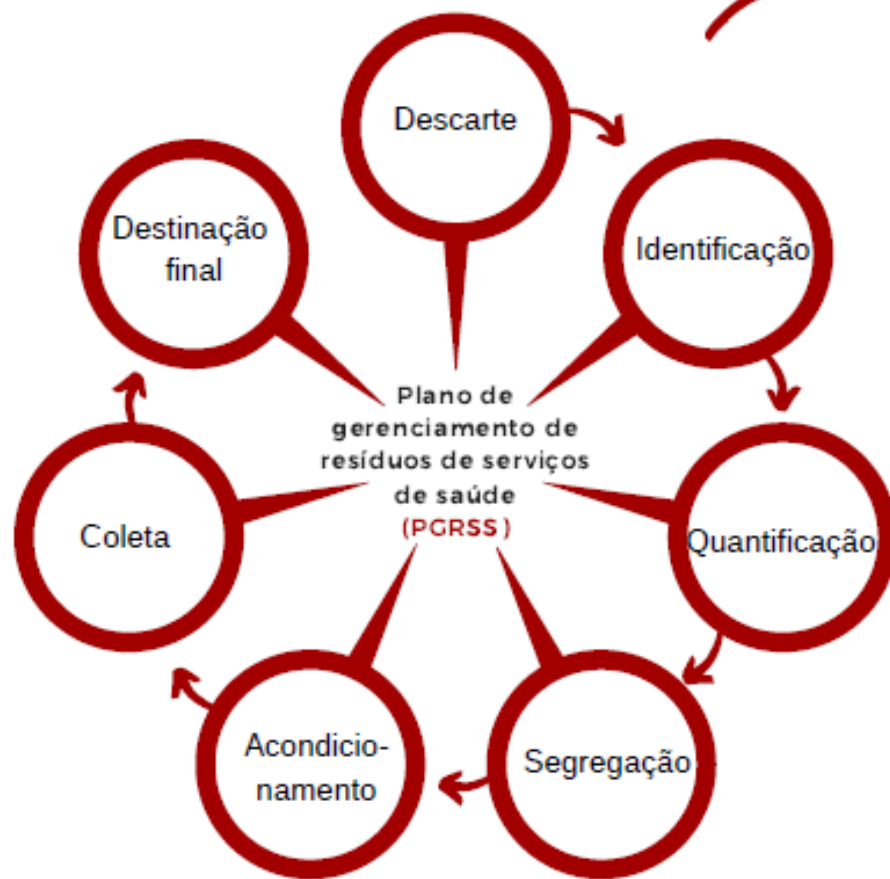 Descarte
Identificação
Quantificação
Segregação
Acondicio-
namento
Coleta
Destinação
final
Plano de
gerenciamento de
resíduos de serviços
de saúde
(PGRSS)